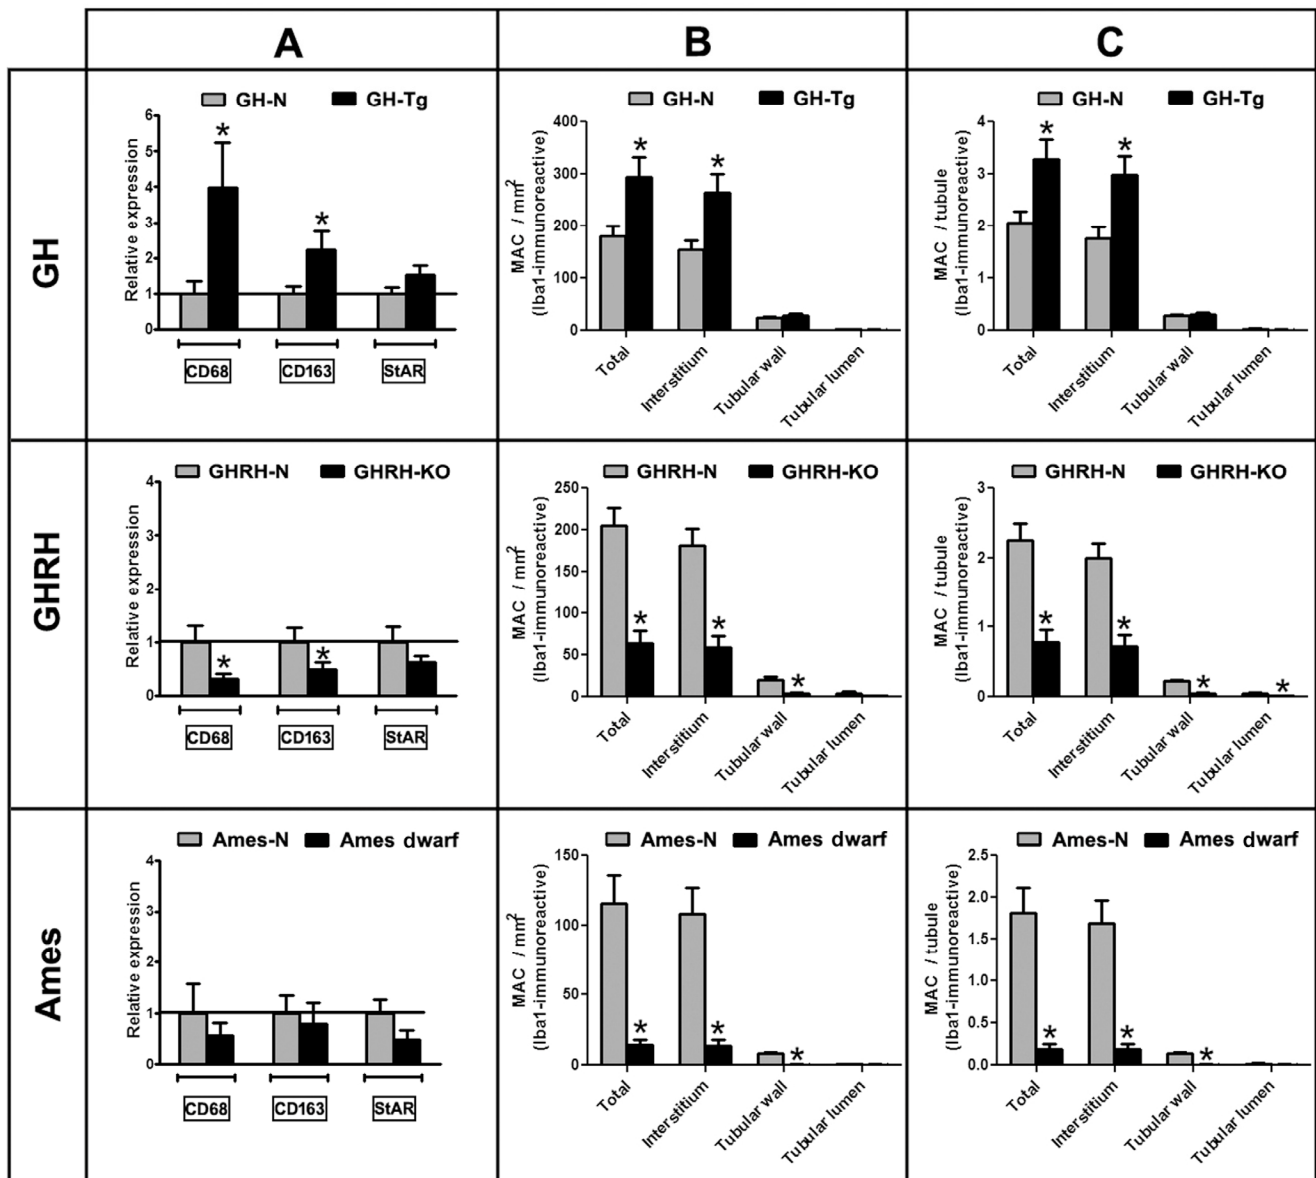 A
B
C
GH
GH-N GH-Tg
Relative expression
6
5
4
3
2
1
0
*
*
CD68 CD163 StAR
GH-N GH-Tg
MAC / mm2
(Iba1-immunoreactive)
400
300
200
100
0
*
*
Total
Interstitium
Tubular wall
Tubular lumen
GH-N GH-Tg
MAC / tubule
(Iba1-immunoreactive)
4
3
2
1
0
*
*
Total
Interstitium
Tubular wall
Tubular lumen
GHRH
GHRH-N GHRH-KO
Relative expression
4
3
2
1
0
*
*
CD68 CD163 StAR
GHRH-N GHRH-KO
MAC / mm2
(Iba1-immunoreactive)
250
200
150
100
50
0
*
*
*
Total
Interstitium
Tubular wall
Tubular lumen
GHRH-N GHRH-KO
MAC / tubule
(Iba1-immunoreactive)
3
2
1
0
*
*
*
*
Total
Interstitium
Tubular wall
Tubular lumen
Ames
Ames-N Ames dwarf
Relative expression
4
3
2
1
0
CD68 CD163 StAR
Ames-N Ames dwarf
MAC / mm2
(Iba1-immunoreactive)
150
100
50
0
*
*
*
Total
Interstitium
Tubular wall
Tubular lumen
Ames-N Ames dwarf
MAC / tubule
(Iba1-immunoreactive)
2.5
2.0
1.5
1.0
0.5
0.0
*
*
*
Total
Interstitium
Tubular wall
Tubular lumen